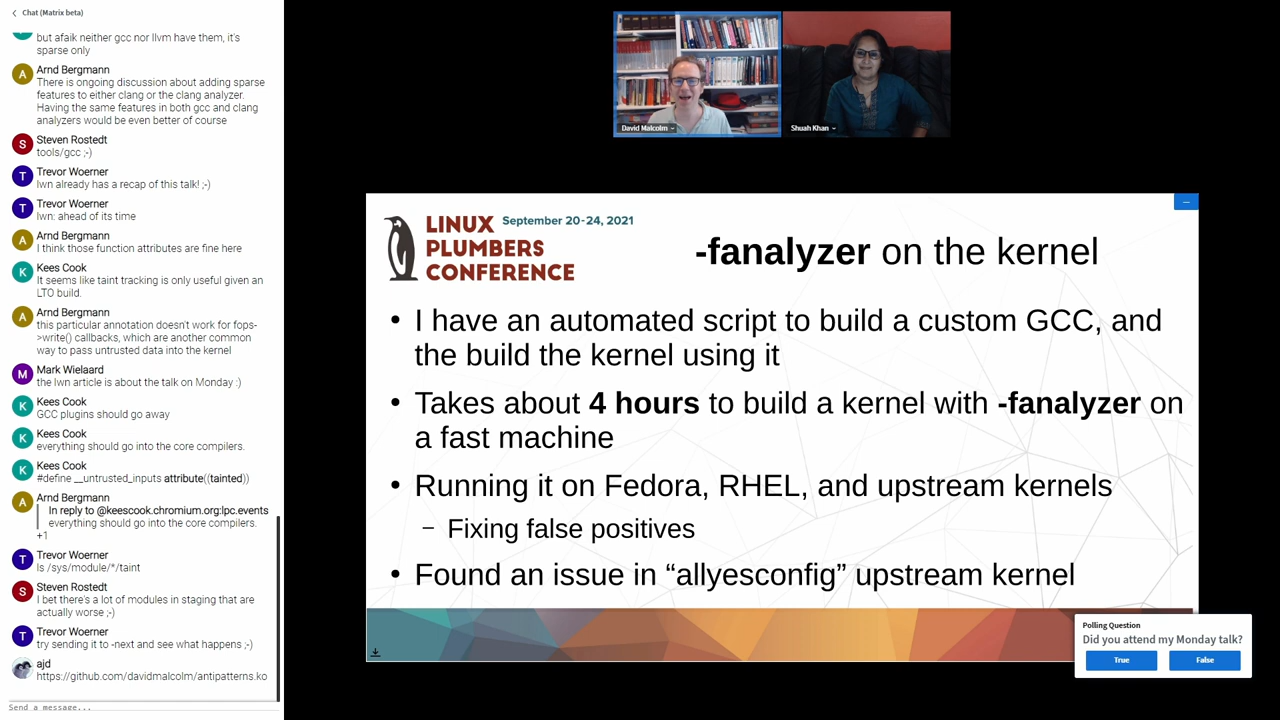 Chat (Matrix beta)
but afaik neither gcc nor llvm have them, it's
sparse only
A
Arnd Bergmann
There is ongoing discussion about adding sparse
features to either clang or the clang analyzer.
Having the same features in both gcc and clang
analyzers would be even better of course
S
Steven Rostedt
tools/gcc ;-)
T
Trevor Woerner
lwn already has a recap of this talk! ;-)
T
Trevor Woerner
lwn: ahead of its time
A
Arnd Bergmann
I think those function attributes are fine here
K
Kees Cook
It seems like taint tracking is only useful given an
LTO build.
A
Arnd Bergmann
this particular annotation doesn't work for fops-
>write() callbacks, which are another common
way to pass untrusted data into the kernel
M
Mark Wielaard
the lwn article is about the talk on Monday :)
K
Kees Cook
GCC plugins should go away
K
Kees Cook
everything should go into the core compilers.
K
Kees Cook
#define __untrusted_inputs attribute((tainted))
A
Arnd Bergmann
In reply to @keescook.chromium.org:lpc.events
everything should go into the core compilers.
+1
T
Trevor Woerner
ls /sys/module/*/taint
S
Steven Rostedt
I bet there's a lot of modules in staging that are
actually worse ;-)
T
Trevor Woerner
try sending it to -next and see what happens ;-)
ajd
https://github.com/davidmalcolm/antipatterns.ko
Send a message...
David Malcolm
Shuah Khan
LINUX
PLUMBERS
CONFERENCE
September 20-24, 2021
-fanalyzer on the kernel
• I have an automated script to build a custom GCC, and
the build the kernel using it
• Takes about 4 hours to build a kernel with -fanalyzer on
a fast machine
• Running it on Fedora, RHEL, and upstream kernels
– Fixing false positives
• Found an issue in “allyesconfig” upstream kernel
Polling Question
Did you attend my Monday talk?
True
False